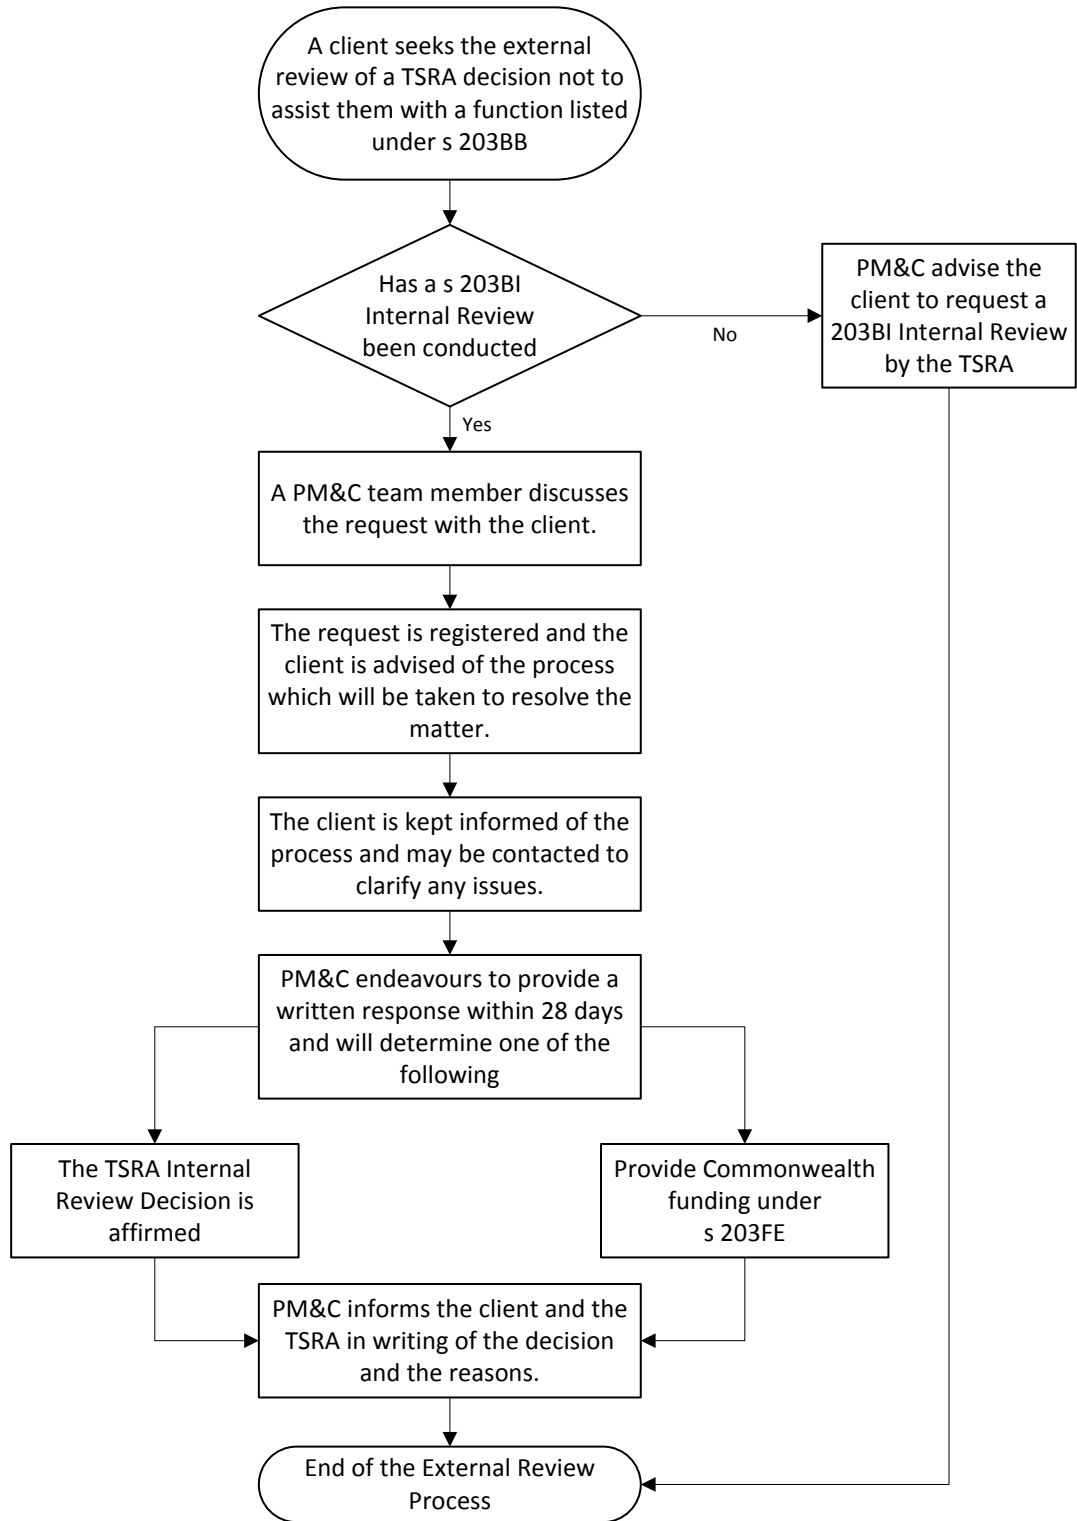 A client seeks the external
review of a TSRA decision not to
assist them with a function listed
under s 203BB
Has a s 203BI
Internal Review
been conducted
No
PM&C advise the
client to request a
203BI Internal Review
by the TSRA
Yes
A PM&C team member discusses
the request with the client.
The request is registered and the
client is advised of the process
which will be taken to resolve the
matter.
The client is kept informed of the
process and may be contacted to
clarify any issues.
PM&C endeavours to provide a
written response within 28 days
and will determine one of the
following
The TSRA Internal
Review Decision is
affirmed
Provide Commonwealth
funding under
s 203FE
PM&C informs the client and the
TSRA in writing of the decision
and the reasons.
End of the External Review
Process